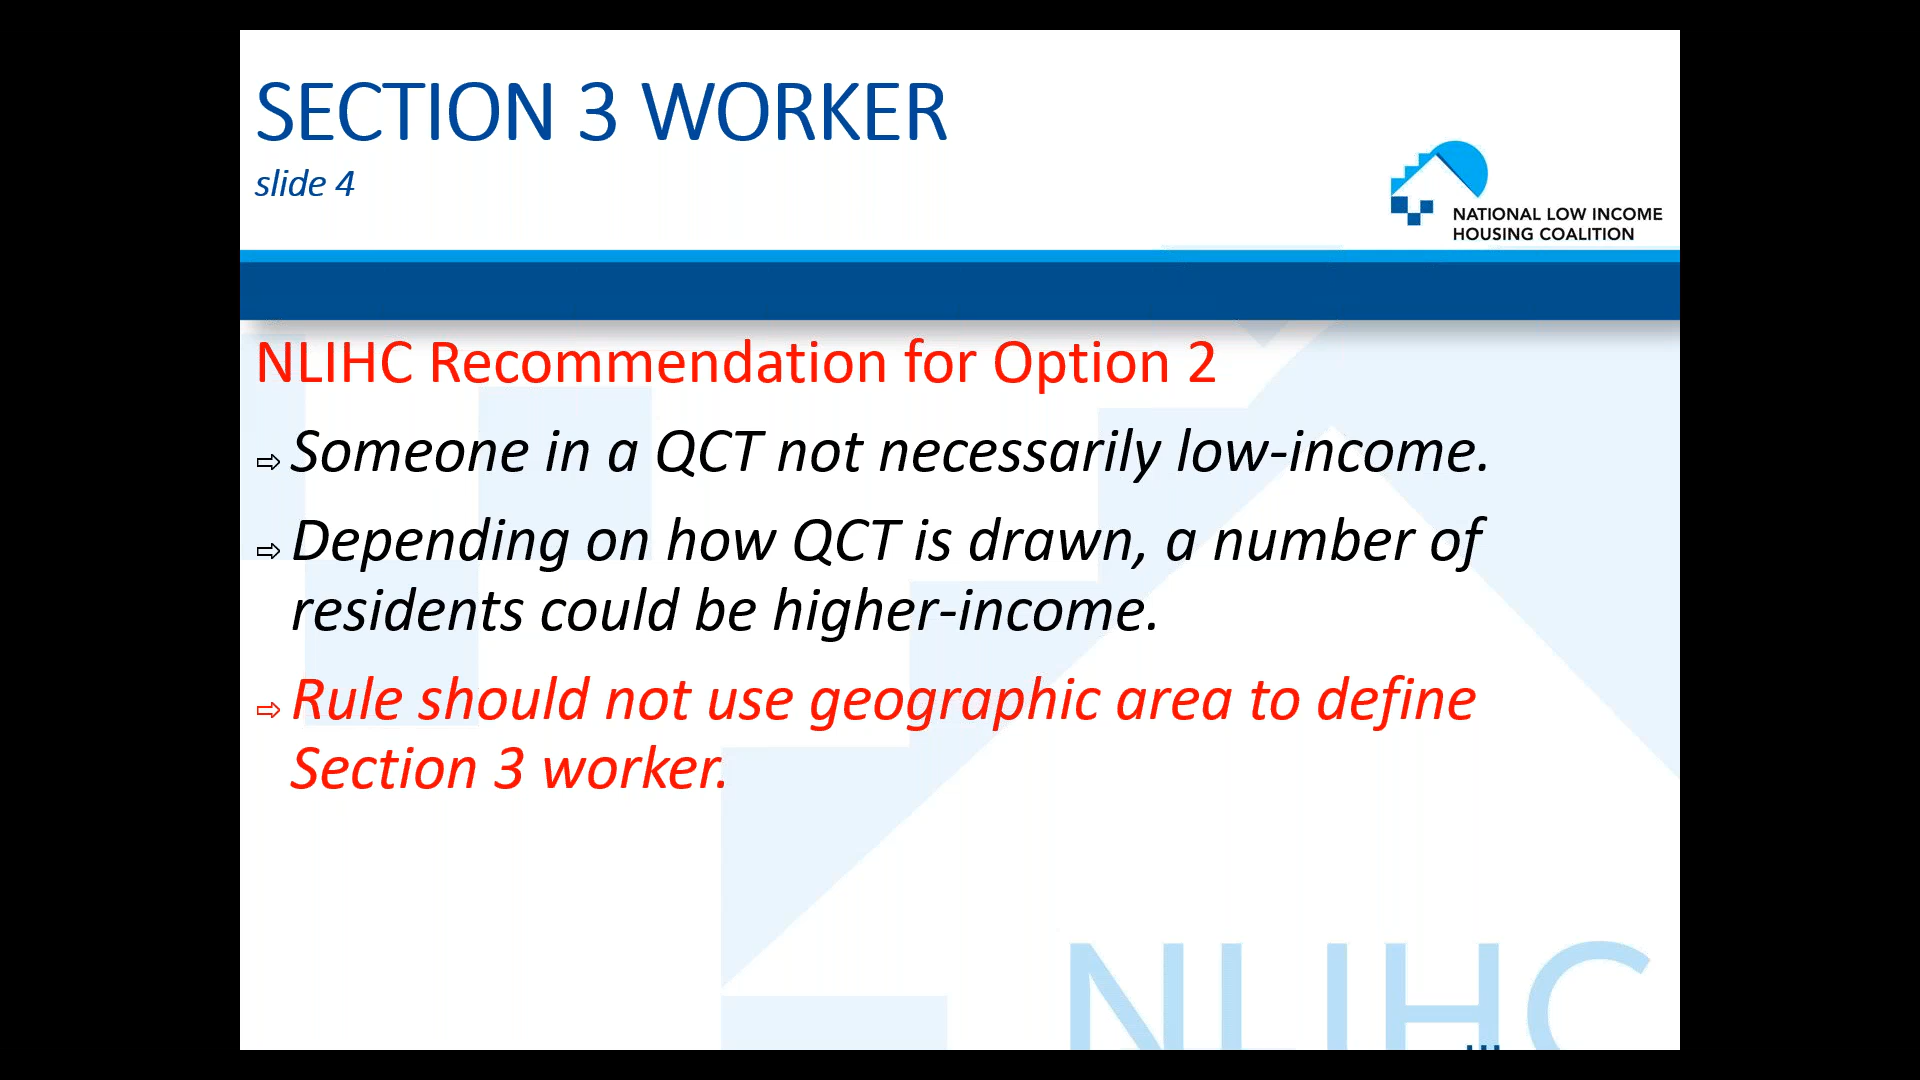 SECTION 3 WORKER
slide 4
NATIONAL LOW INCOME
HOUSING COALITION
NLIHC Recommendation for Option 2
⇨ Someone in a QCT not necessarily low-income.
⇨ Depending on how QCT is drawn, a number of
residents could be higher-income.
⇨ Rule should not use geographic area to define
Section 3 worker.
NLIHC